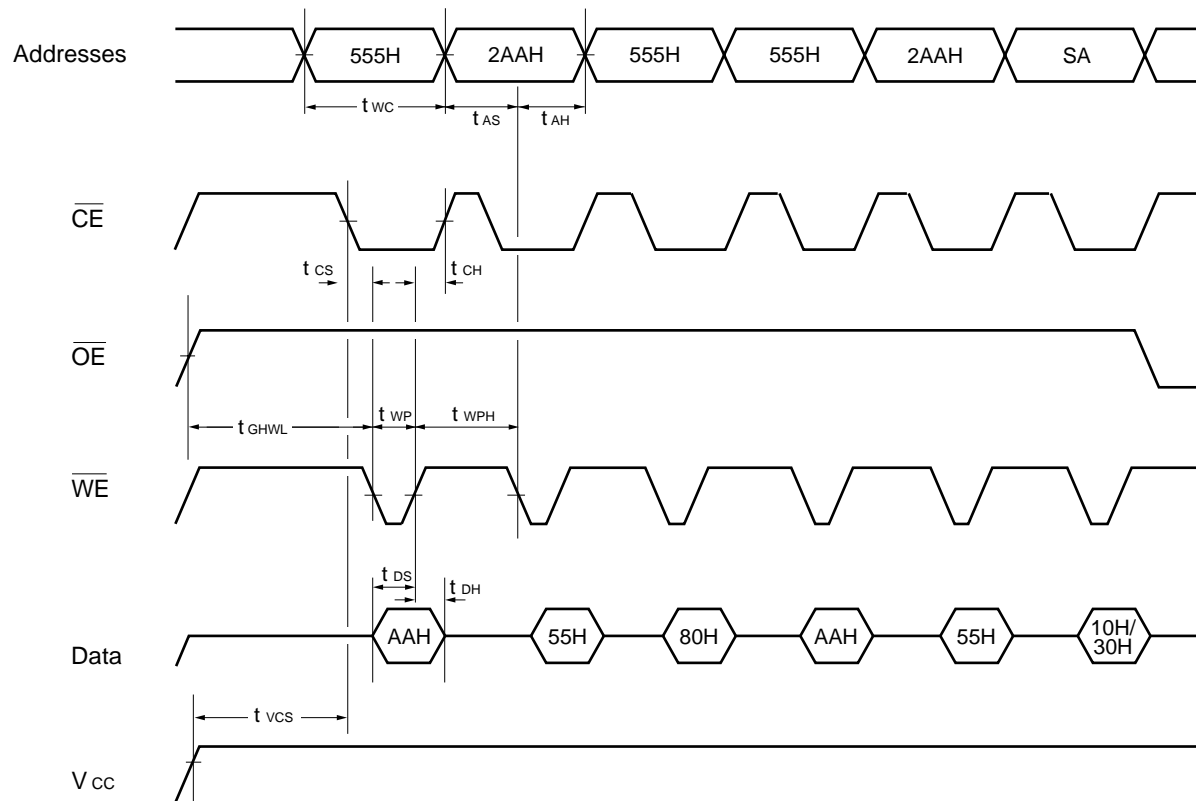 Addresses 555H 2AAH 555H 555H 2AAH SA
t WC t AS t AH
CE
t CS t CH
OE
t GHWL t WP t WPH
WE
t DS t DH
Data AAH 55H 80H AAH 55H 10H/
30H
t VCS
V CC